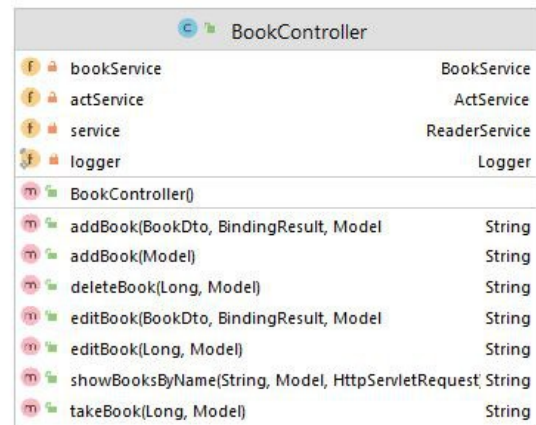 BookController
bookService BookService
actService ActService
service ReaderService
logger Logger
BookController()
addBook(BookDto, BindingResult, Model String
addBook(Model) String
deleteBook(Long, Model) String
editBook(BookDto, BindingResult, Model String
editBook(Long, Model) String
showBooksByName(String, Model, HttpServletRequest String
takeBook(Long, Model) String